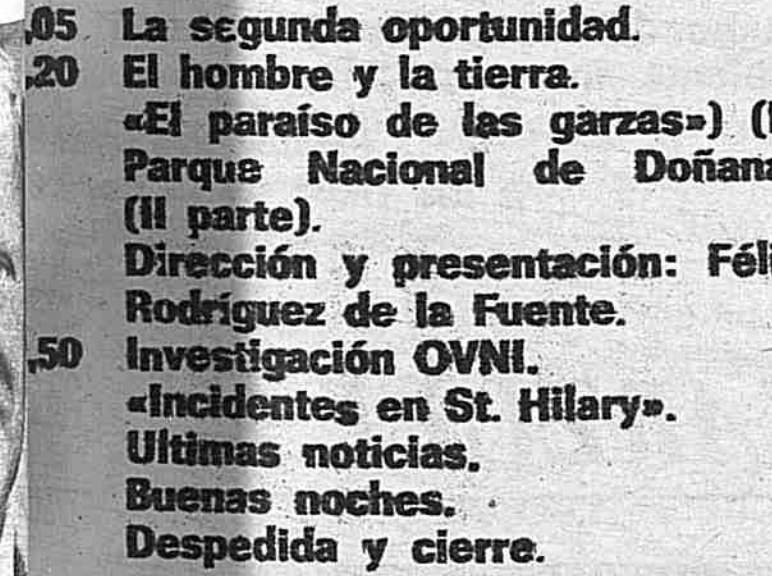 ,05 La segunda oportunidad.
,20 El hombre y la tierra.
«El paraíso de las garzas») (
Parque Nacional de Doñana
(II parte).
Dirección y presentación: Féli
Rodríguez de la Fuente.
,50 Investigación OVNI.
«Incidentes en St. Hilary».
Ultimas noticias.
Buenas noches.
Despedida y cierre.